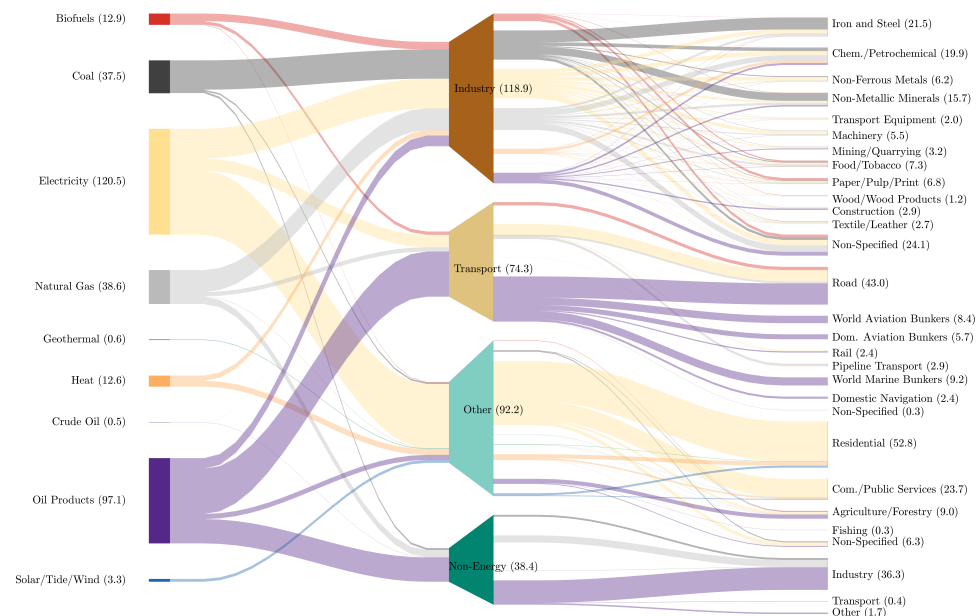 Biofuels (12.9)
Coal (37.5)
Electricity (120.5)
Natural Gas (38.6)
Geothermal (0.6)
Heat (12.6)
Crude Oil (0.5)
Oil Products (97.1)
Solar/Tide/Wind (3.3)
Industry (118.9)
Transport (74.3)
Other (92.2)
Non-Energy (38.4)
Iron and Steel (21.5)
Chem./Petrochemical (19.9)
Non-Ferrous Metals (6.2)
Non-Metallic Minerals (15.7)
Transport Equipment (2.0)
Machinery (5.5)
Mining/Quarrying (3.2)
Food/Tobacco (7.3)
Paper/Pulp/Print (6.8)
Wood/Wood Products (1.2)
Construction (2.9)
Textile/Leather (2.7)
Non-Specified (24.1)
Road (43.0)
World Aviation Bunkers (8.4)
Dom. Aviation Bunkers (5.7)
Rail (2.4)
Pipeline Transport (2.9)
World Marine Bunkers (9.2)
Domestic Navigation (2.4)
Non-Specified (0.3)
Residential (52.8)
Com./Public Services (23.7)
Agriculture/Forestry (9.0)
Fishing (0.3)
Non-Specified (6.3)
Industry (36.3)
Transport (0.4)
Other (1.7)